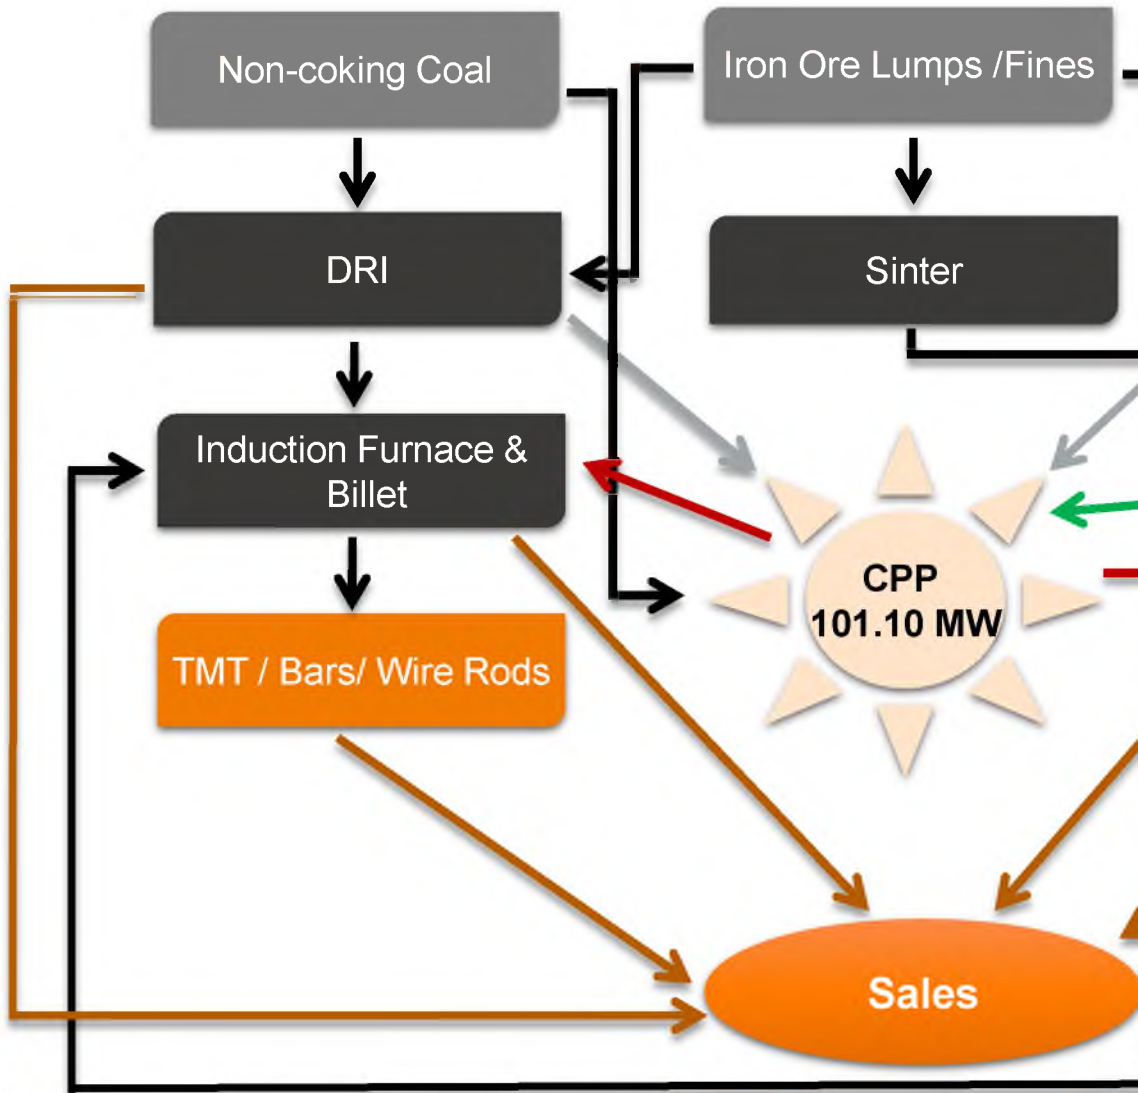 Non-coking Coal
Iron Ore Lumps /Fines
DRI
Sinter
Induction Furnace &
Billet
CPP
101.10 MW
TMT / Bars/ Wire Rods
Sales